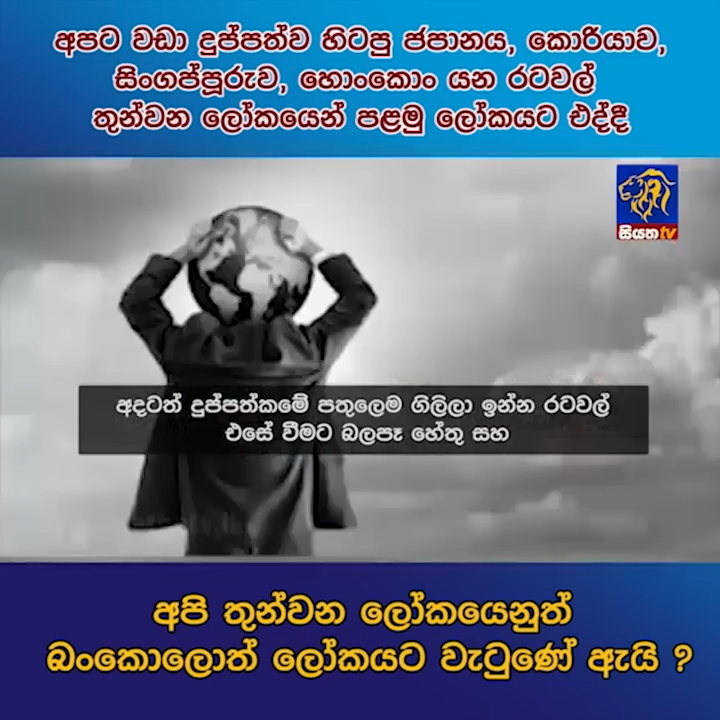 අපට වඩා දුප්පත්ව හිටපු ජපානය, කොරියාව,
සිංගප්පූරුව, හොංකොං යන රටවල්
තුන්වන ලෝකයෙන් පළමු ලෝකයට එද්දී
සියත tv
අදටත් දුප්පත්කමේ පතුලෙම ගිලිලා ඉන්න රටවල්
එසේ වීමට බලපෑ හේතු සහ
අපි තුන්වන ලෝකයෙනුත්
බංකොලොත් ලෝකයට වැටුණේ ඇයි ?